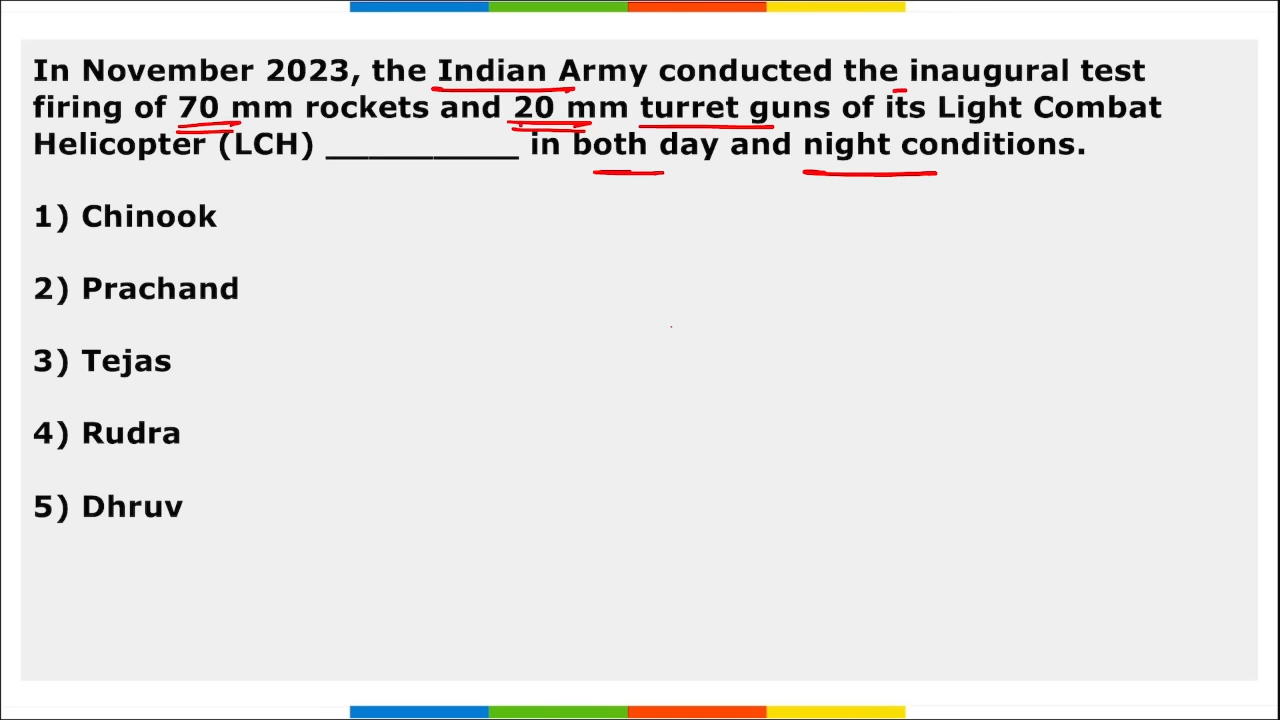 In November 2023, the Indian Army conducted the inaugural test
firing of 70 mm rockets and 20 mm turret guns of its Light Combat
Helicopter (LCH) __________ in both day and night conditions.
1) Chinook
2) Prachand
3) Tejas
4) Rudra
5) Dhruv